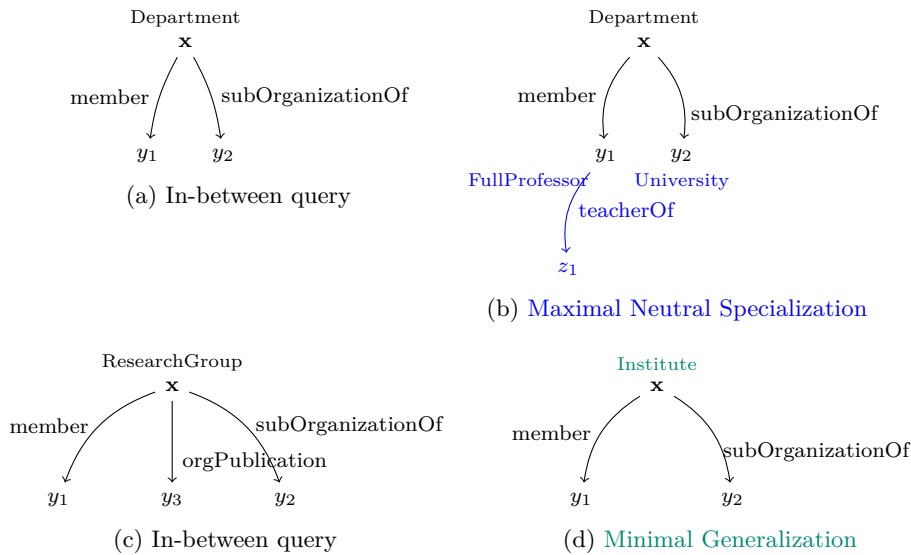 Department
x
member
subOrganizationOf
y1
y2
(a) In-between query
Department
x
member
subOrganizationOf
y1
y2
FullProfessor
University
teacherOf
z1
(b) Maximal Neutral Specialization
ResearchGroup
x
member
subOrganizationOf
orgPublication
y1
y3
y2
(c) In-between query
Institute
x
member
subOrganizationOf
y1
y2
(d) Minimal Generalization